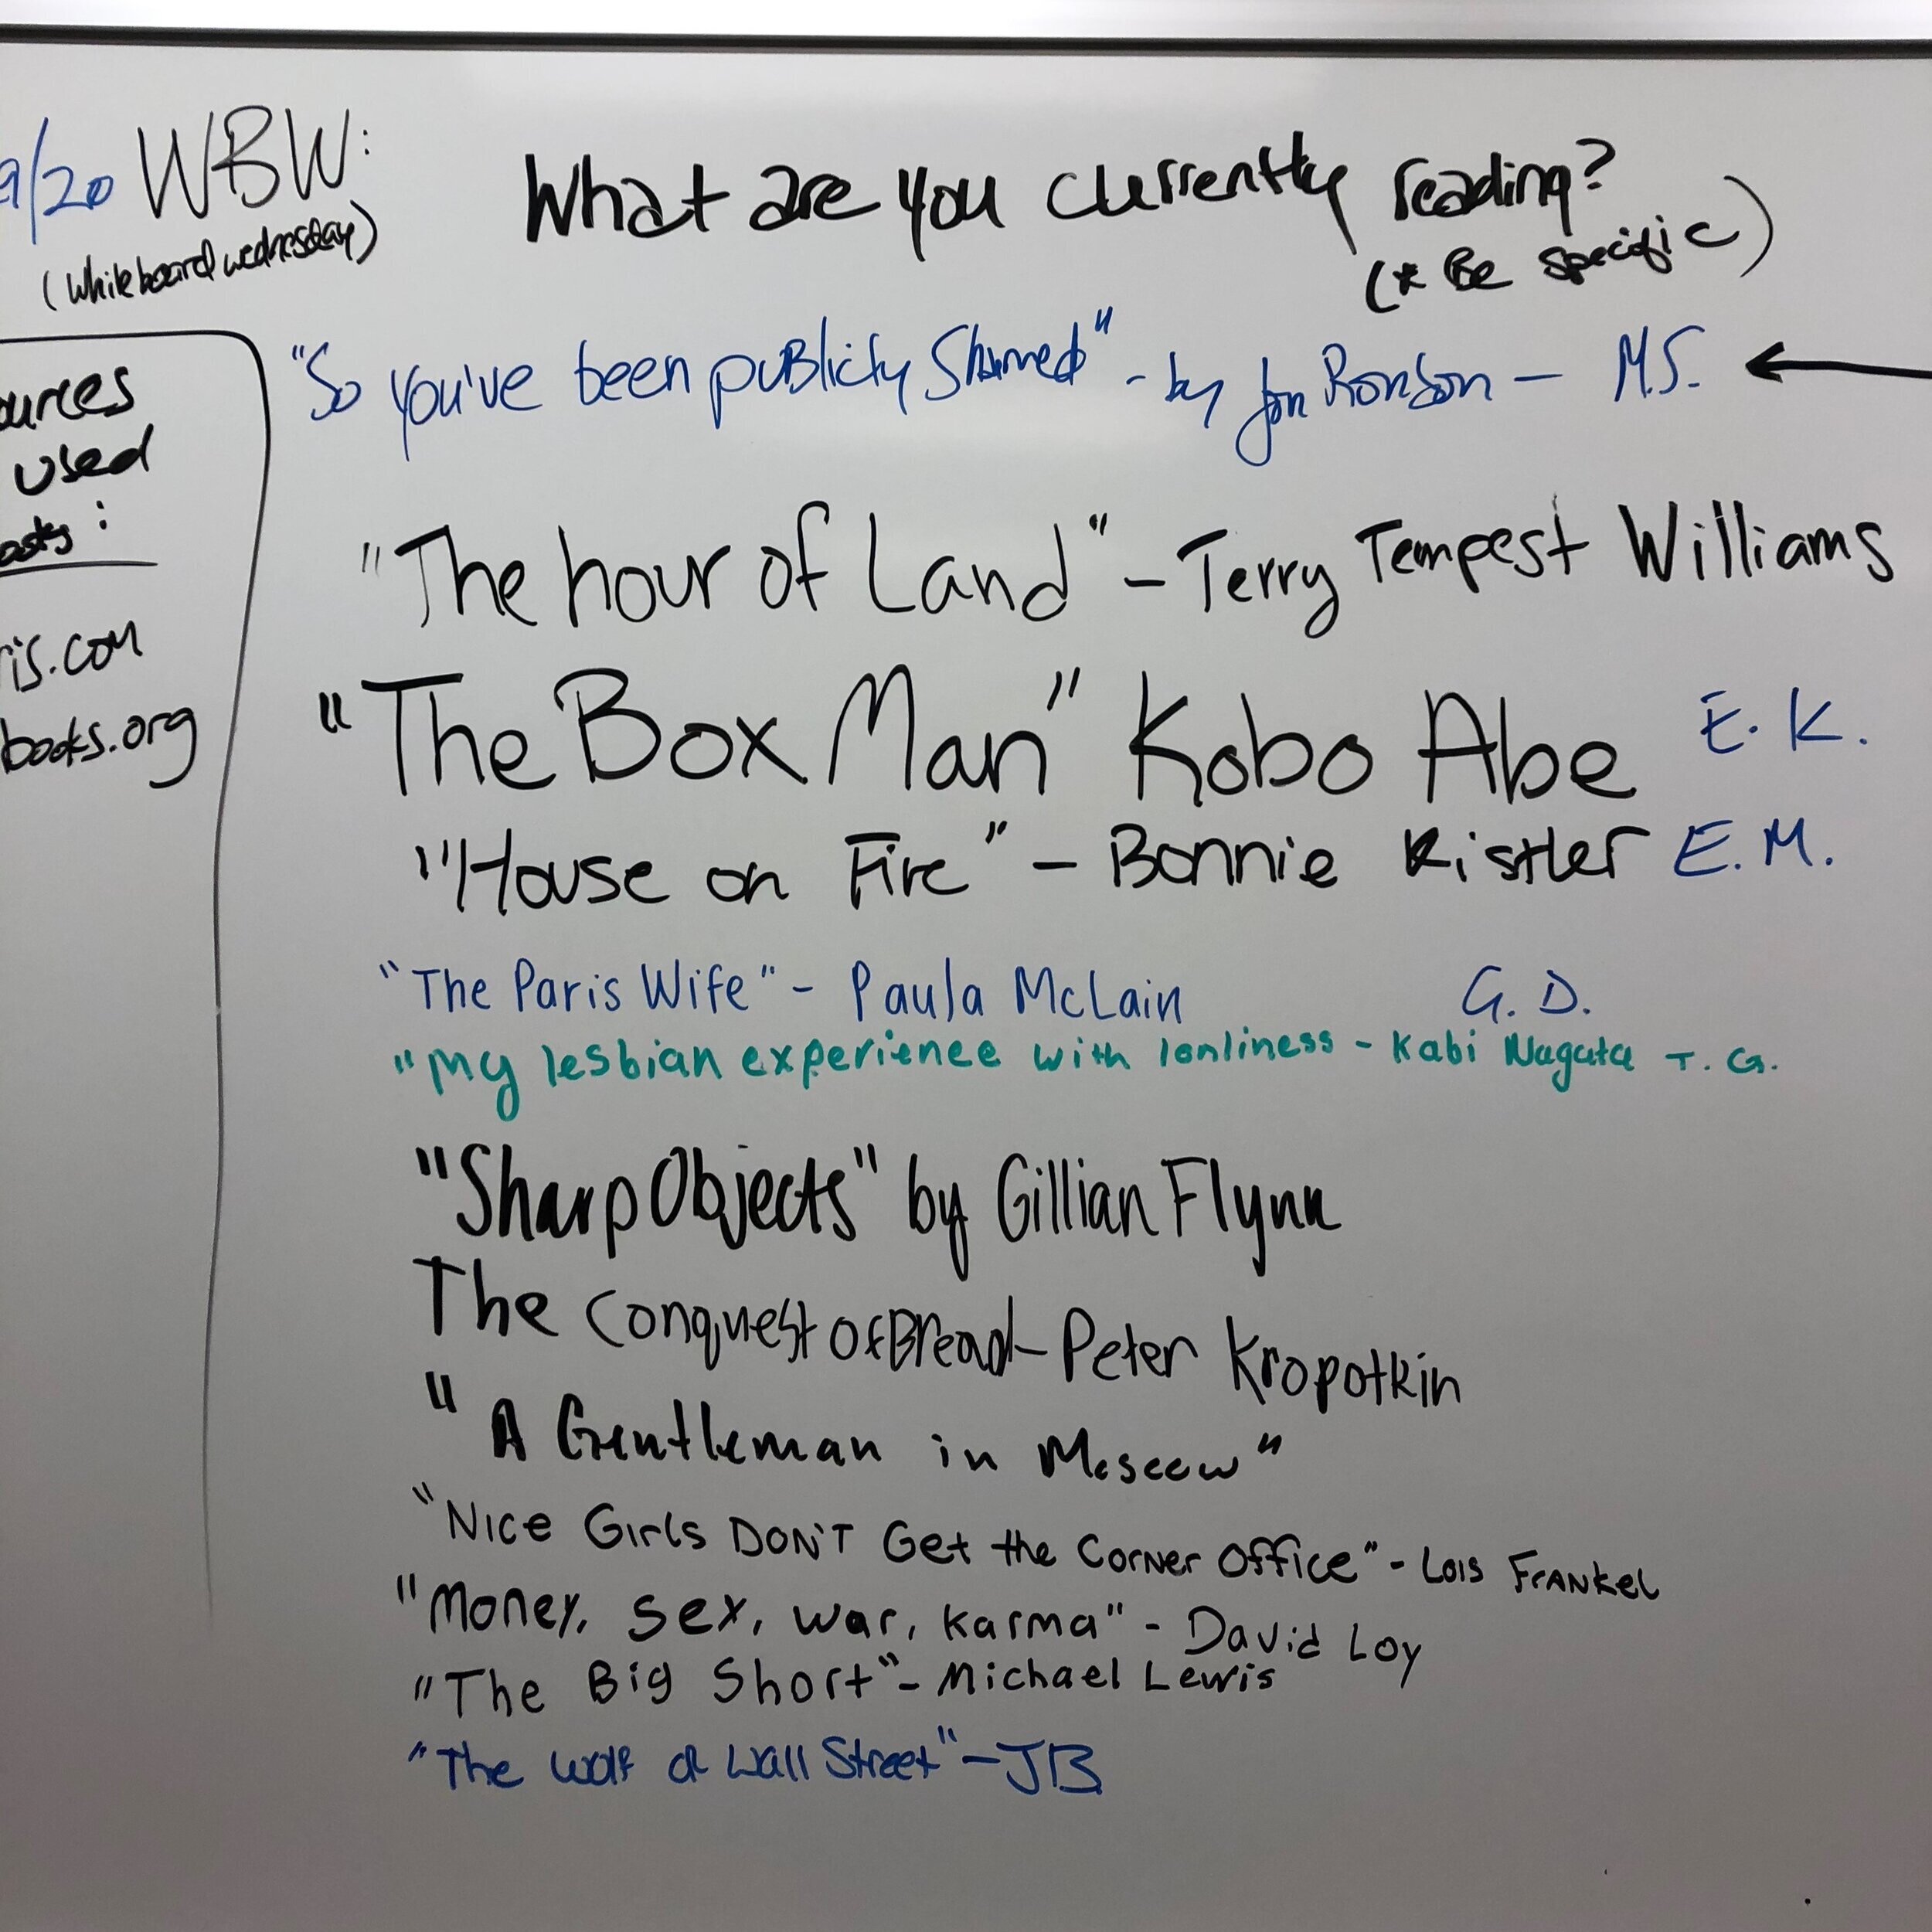 9/20 WBW:
(Whiteboard wednesday)
What are you currently reading?
(* Be specific)
ources
used
:
ris.com
books.org
"So you've been publicly Shamed" - by Jon Ronson - M.S.
"The hour of Land" - Terry Tempest Williams
"The Box Man" Kobo Abe E.K.
"House on Fire" - Bonnie Kistler E.M.
"The Paris Wife" - Paula McLain G.D.
"My lesbian experience with lonliness - Kabi Nagata T.G.
"Sharp Objects" by Gillian Flynn
The Conquest Of Bread - Peter Kropotkin
"A Gentleman in Moscow"
"Nice Girls DON'T Get the Corner Office" - Lois Frankel
"Money, sex, war, karma" - David Loy
"The Big Short" - Michael Lewis
"The Wolf of Wall Street" - JB